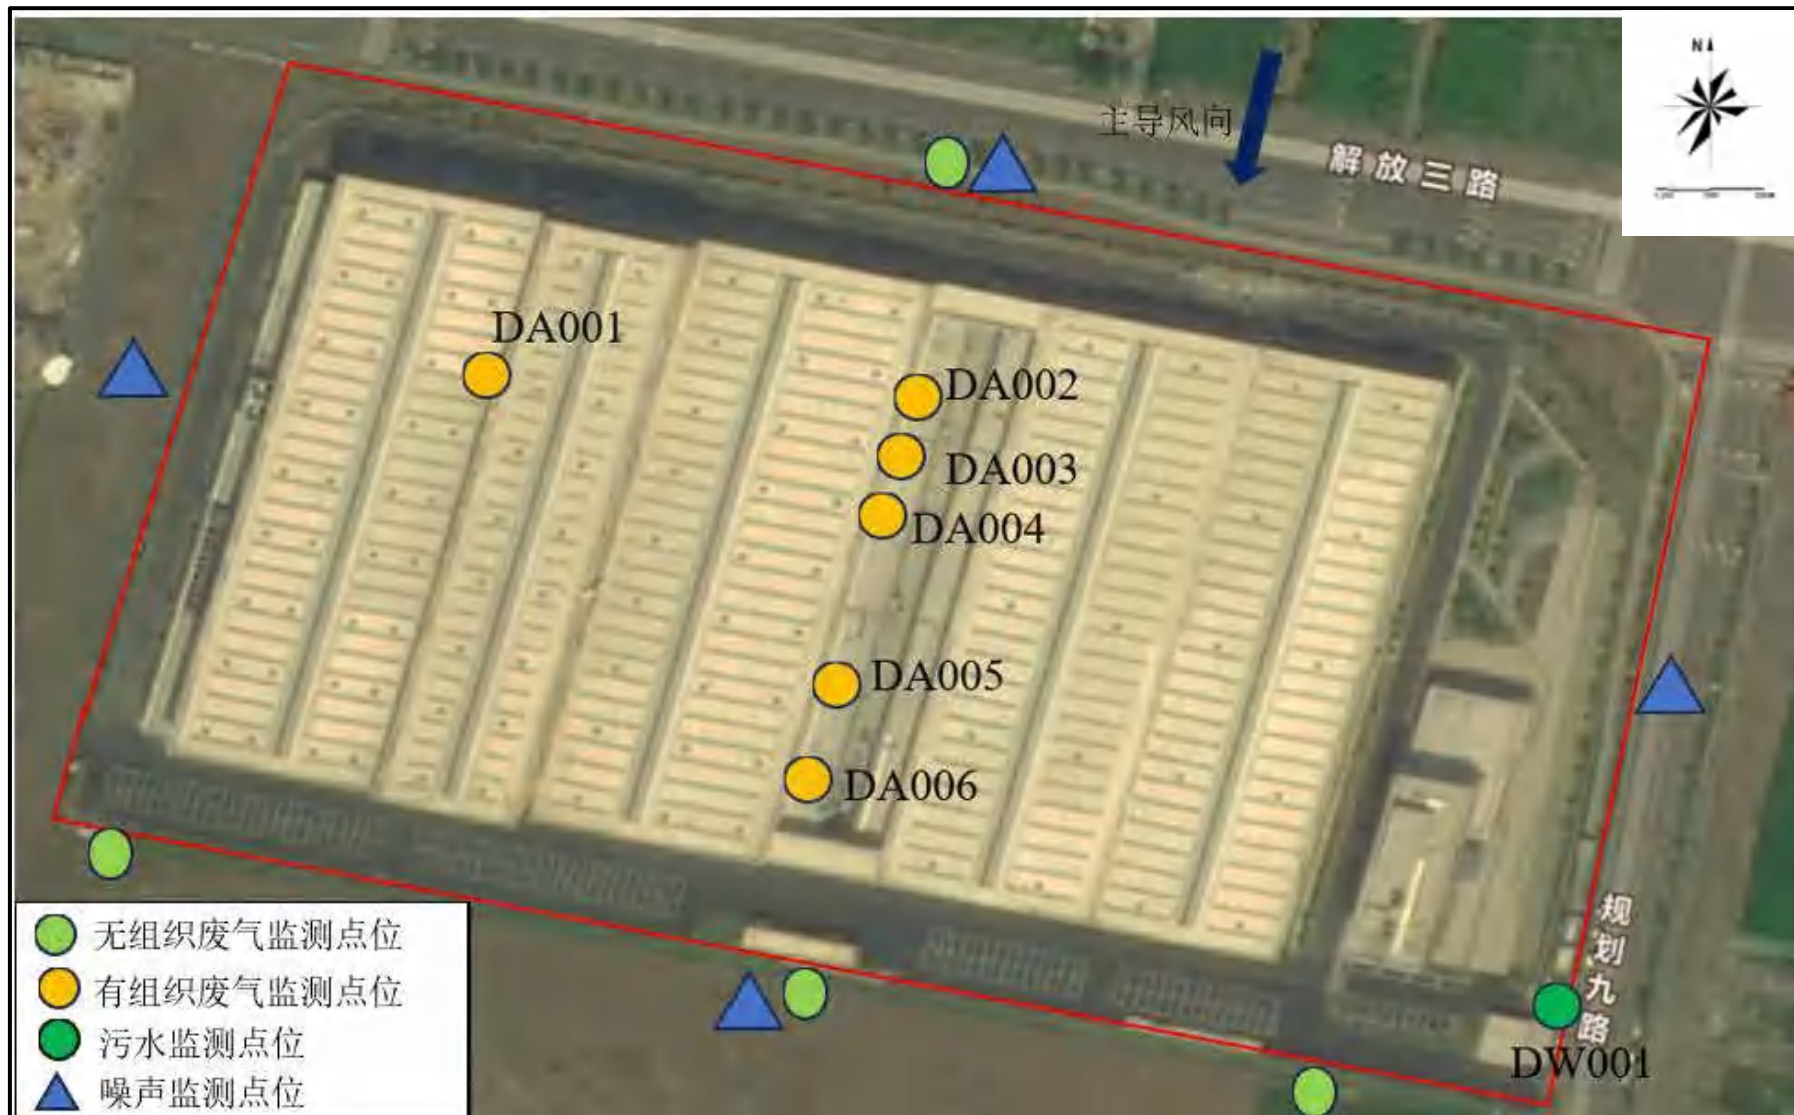 N
主导风向
解放三路
DA001
DA002
DA003
DA004
DA005
DA006
无组织废气监测点位
有组织废气监测点位
污水监测点位
噪声监测点位
规划九路
DW001